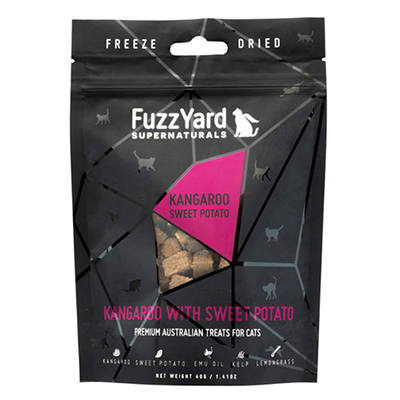 FREEZE DRIED
FuzzYard
SUPERNATURALS
KANGAROO
SWEET POTATO
KANGAROO WITH SWEET POTATO
PREMIUM AUSTRALIAN TREATS FOR CATS
KANGAROO SWEET POTATO EMU OIL KELP LEMONGRASS
NET WEIGHT 40G / 1.41OZ